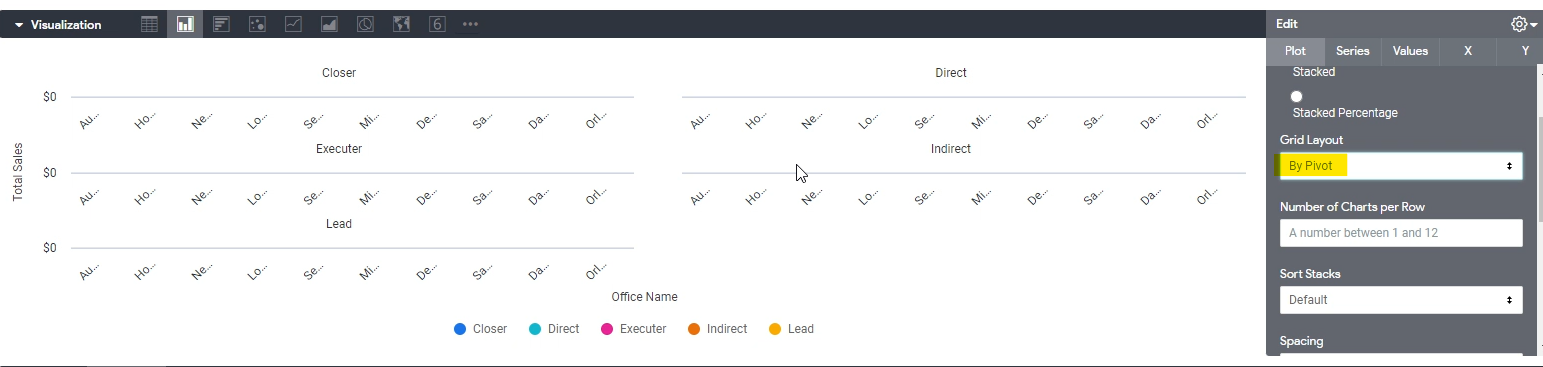 Visualization
6
Edit
Plot Series Values X Y
Closer Direct
$0
Au... Ho... Ne... Lo... Se... Mi... De... Sa... Da... Orl... Au... Ho... Ne... Lo... Se... Mi... De... Sa... Da... Orl...
Executer Indirect
$0
Au... Ho... Ne... Lo... Se... Mi... De... Sa... Da... Orl... Au... Ho... Ne... Lo... Se... Mi... De... Sa... Da... Orl...
Lead
$0
Au... Ho... Ne... Lo... Se... Mi... De... Sa... Da... Orl...
Total Sales
Office Name
Closer Direct Executer Indirect Lead
Stacked
Stacked Percentage
Grid Layout
By Pivot
Number of Charts per Row
A number between 1 and 12
Sort Stacks
Default
Spacing